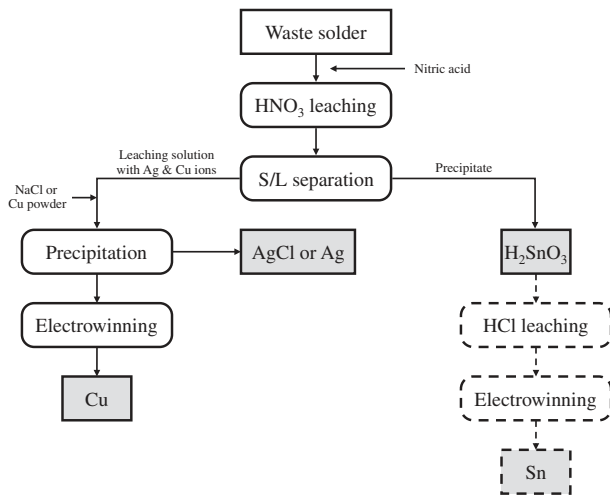 Waste solder
Nitric acid
HNO₃ leaching
Leaching solution
with Ag & Cu ions
S/L separation
Precipitate
NaCl or
Cu powder
Precipitation
AgCl or Ag
H₂SnO₃
Electrowinning
HCl leaching
Cu
Electrowinning
Sn